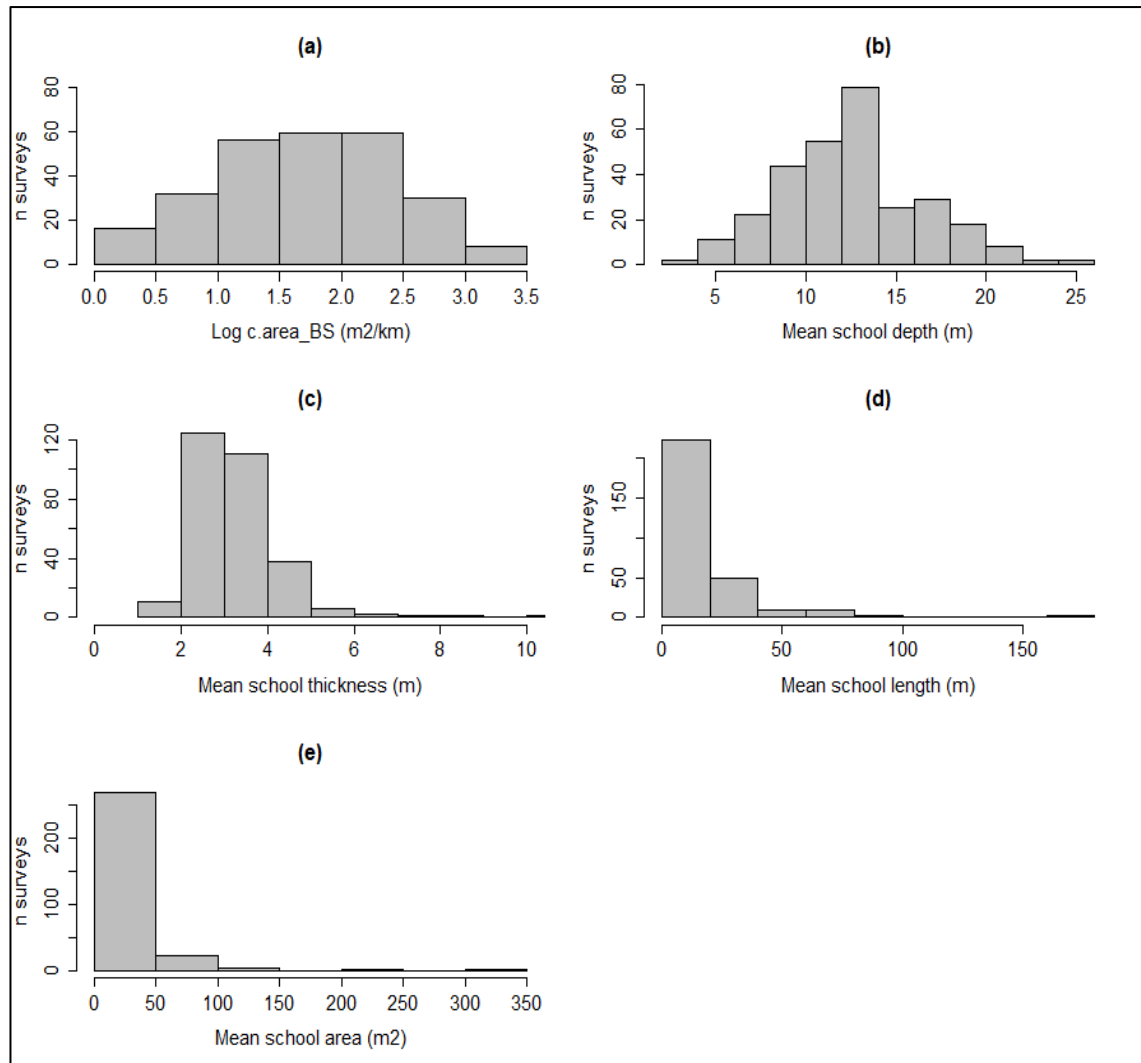 (a)
n surveys
0 20 40 60 80
0.0 0.5 1.0 1.5 2.0 2.5 3.0 3.5
Log c.area_BS (m2/km)
(b)
n surveys
0 20 40 60 80
5 10 15 20 25
Mean school depth (m)
(c)
n surveys
0 40 80 120
0 2 4 6 8 10
Mean school thickness (m)
(d)
n surveys
0 50 150
0 50 100 150
Mean school length (m)
(e)
n surveys
0 100 200
0 50 100 150 200 250 300 350
Mean school area (m2)